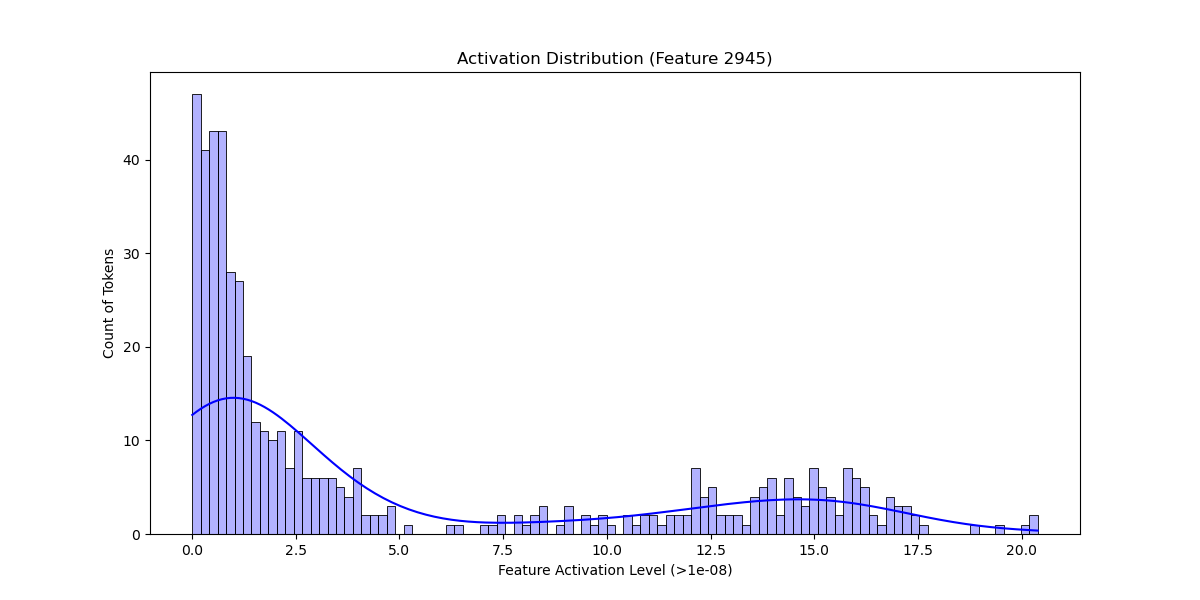 Activation Distribution (Feature 2945)
Count of Tokens
40
30
20
10
0
0.0 2.5 5.0 7.5 10.0 12.5 15.0 17.5 20.0
Feature Activation Level (>1e-08)